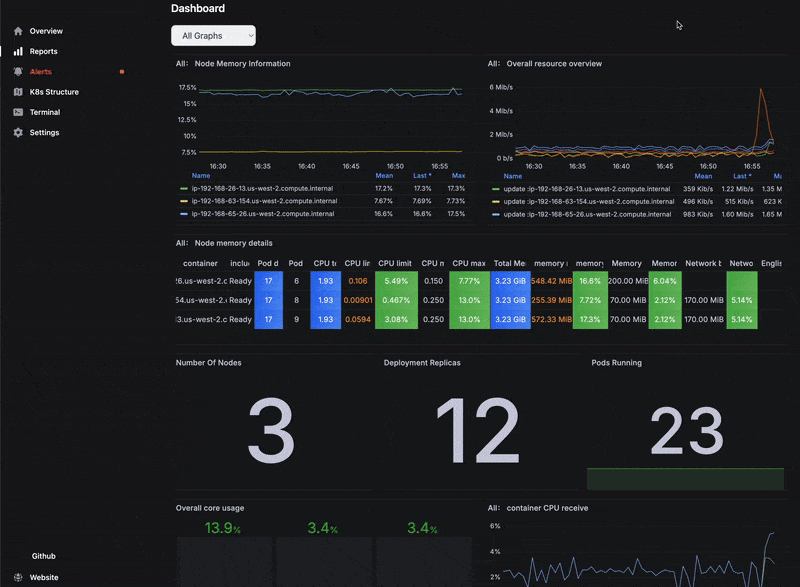 Dashboard
Overview
Reports
Alerts
K8s Structure
Terminal
Settings
Github
Website
All Graphs
All: Node Memory Information
17.5%
15%
12.5%
10%
7.5%
16:30 16:35 16:40 16:45 16:50 16:55
Name Mean Last * Max
ip-192-168-26-13.us-west-2.compute.internal 17.2% 17.3% 17.3%
ip-192-168-63-154.us-west-2.compute.internal 7.67% 7.69% 7.73%
ip-192-168-65-26.us-west-2.compute.internal 16.6% 16.6% 17.5%
All: Overall resource overview
6 Mib/s
4 Mib/s
2 Mib/s
0 b/s
16:30 16:35 16:40 16:45 16:50 16:55
Name Mean Last * M
update :ip-192-168-26-13.us-west-2.compute.internal 359 Kib/s 1.22 Mib/s 1.35 M
update :ip-192-168-63-154.us-west-2.compute.internal 496 Kib/s 515 Kib/s 623 K
update :ip-192-168-65-26.us-west-2.compute.internal 983 Kib/s 1.60 Mib/s 1.65 M
All: Node memory details
container inclu Pod d Pod CPU t CPU lir CPU limit CPU m CPU max Total Me memory memory Memory Memor Network b Netwo Englis
26.us-west-2.c Ready 17 6 1.93 0.106 5.49% 0.150 7.77% 3.23 GiB 548.42 MiB 16.6% 200.00 MiB 6.04%
54.us-west-2.c Ready 17 8 1.93 0.00901 0.467% 0.250 13.0% 3.23 GiB 255.39 MiB 7.72% 70.00 MiB 2.12% 170.00 MiB 5.14%
13.us-west-2.c Ready 17 9 1.93 0.0594 3.08% 0.250 13.0% 3.23 GiB 572.33 MiB 17.3% 70.00 MiB 2.12% 170.00 MiB 5.14%
Number Of Nodes
3
Deployment Replicas
12
Pods Running
23
Overall core usage
13.9% 3.4% 3.4%
All: container CPU receive
6%
4%
2%